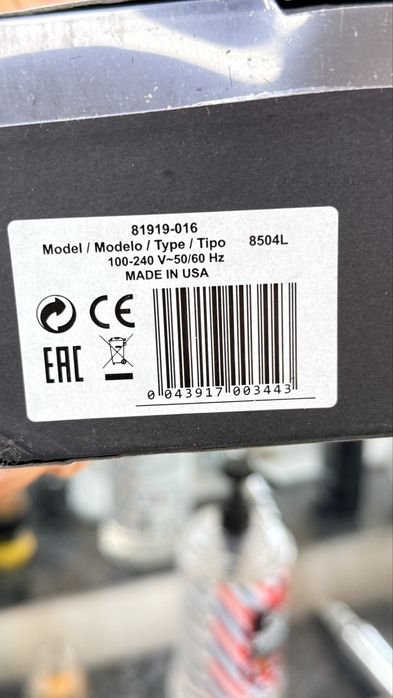 81919-016
Model / Modelo / Type / Tipo 8504L
100-240 V~50/60 Hz
MADE IN USA
CE
EAC
0 043917 003443